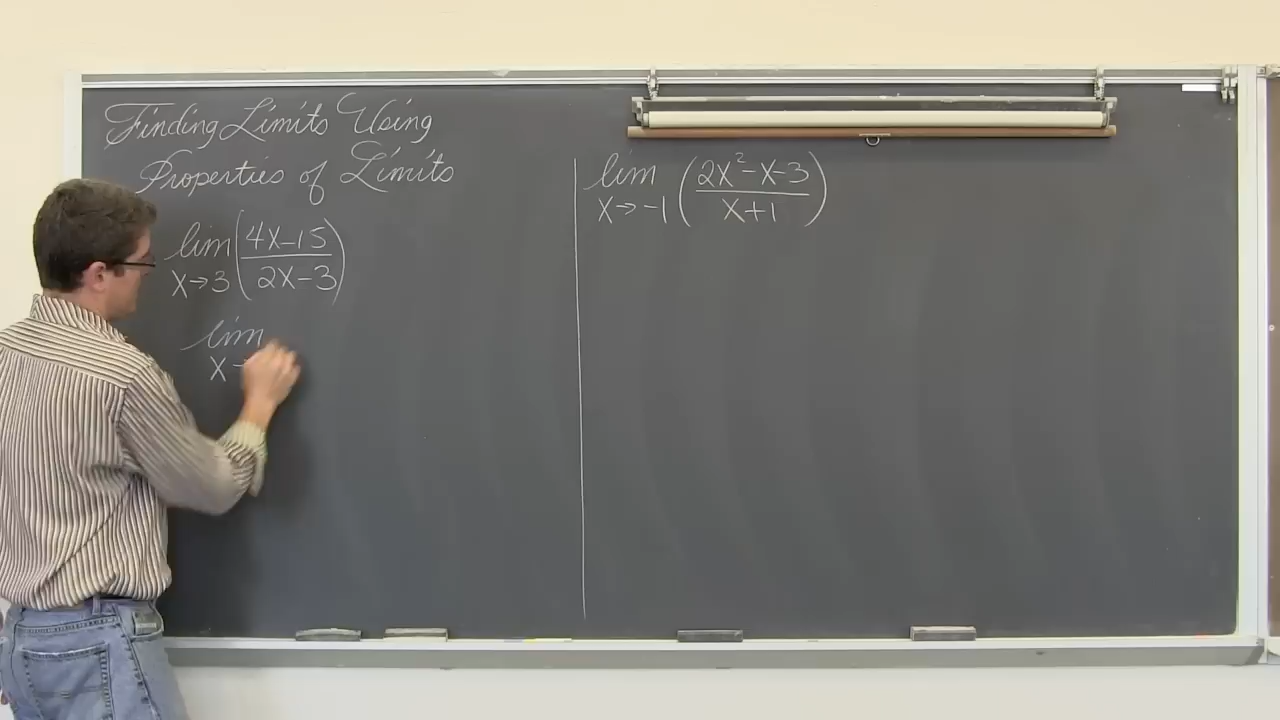 Finding Limits Using
Properties of Limits
lim (4x-15
x→3 2x-3)
lim
x→
lim (2x²-x-3
x→-1 x+1)